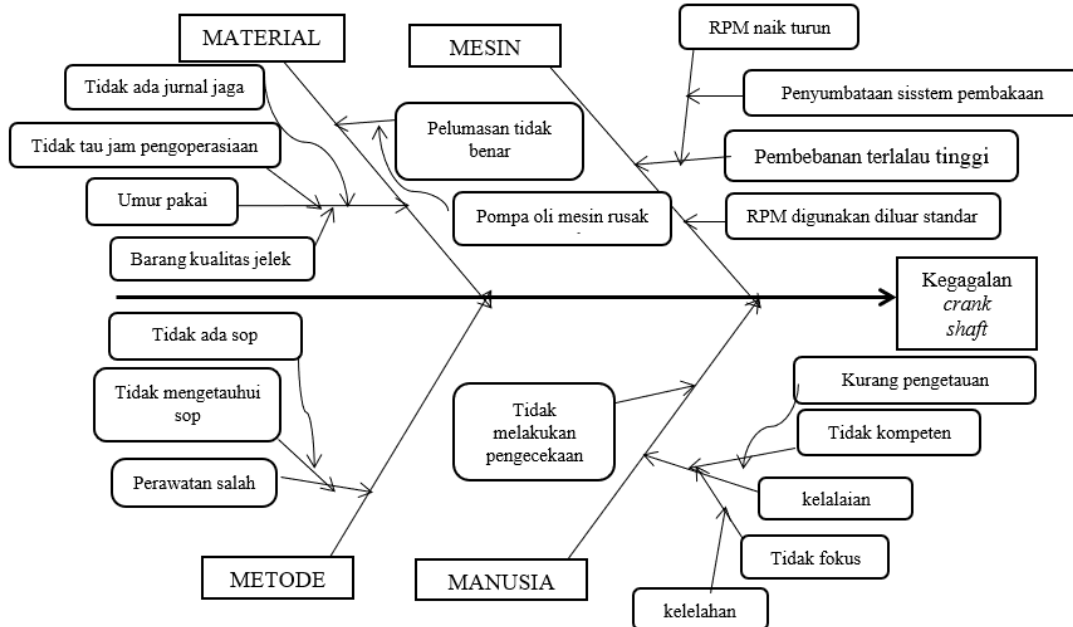 RPM naik turun
MATERIAL
MESIN
Tidak ada jurnal jaga
Penyumbataan sisstem pembakaan
Tidak tau jam pengoperasiaan
Pelumasan tidak
benar
Pembebanan terlalau tinggi
Umur pakai
Pompa oli mesin rusak
RPM digunakan diluar standar
Barang kualitas jelek
Kegagalan
crank
shaft
Tidak ada sop
Tidak mengetauhui
sop
Kurang pengetauan
Tidak
melakukan
pengecekaan
Tidak kompeten
Perawatan salah
kelalaian
Tidak fokus
METODE
MANUSIA
kelelahan